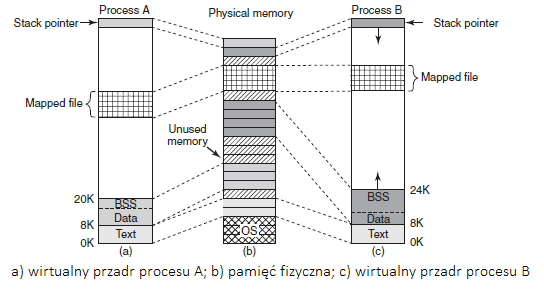 Process A
Physical memory
Process B
Stack pointer
Stack pointer
Mapped file
Mapped file
Unused
memory
20K
BSS
Data
8K
Text
0K
OS
24K
BSS
Data
8K
Text
0K
(a)
(b)
(c)
a) wirtualny przadr procesu A; b) pamięć fizyczna; c) wirtualny przadr procesu B